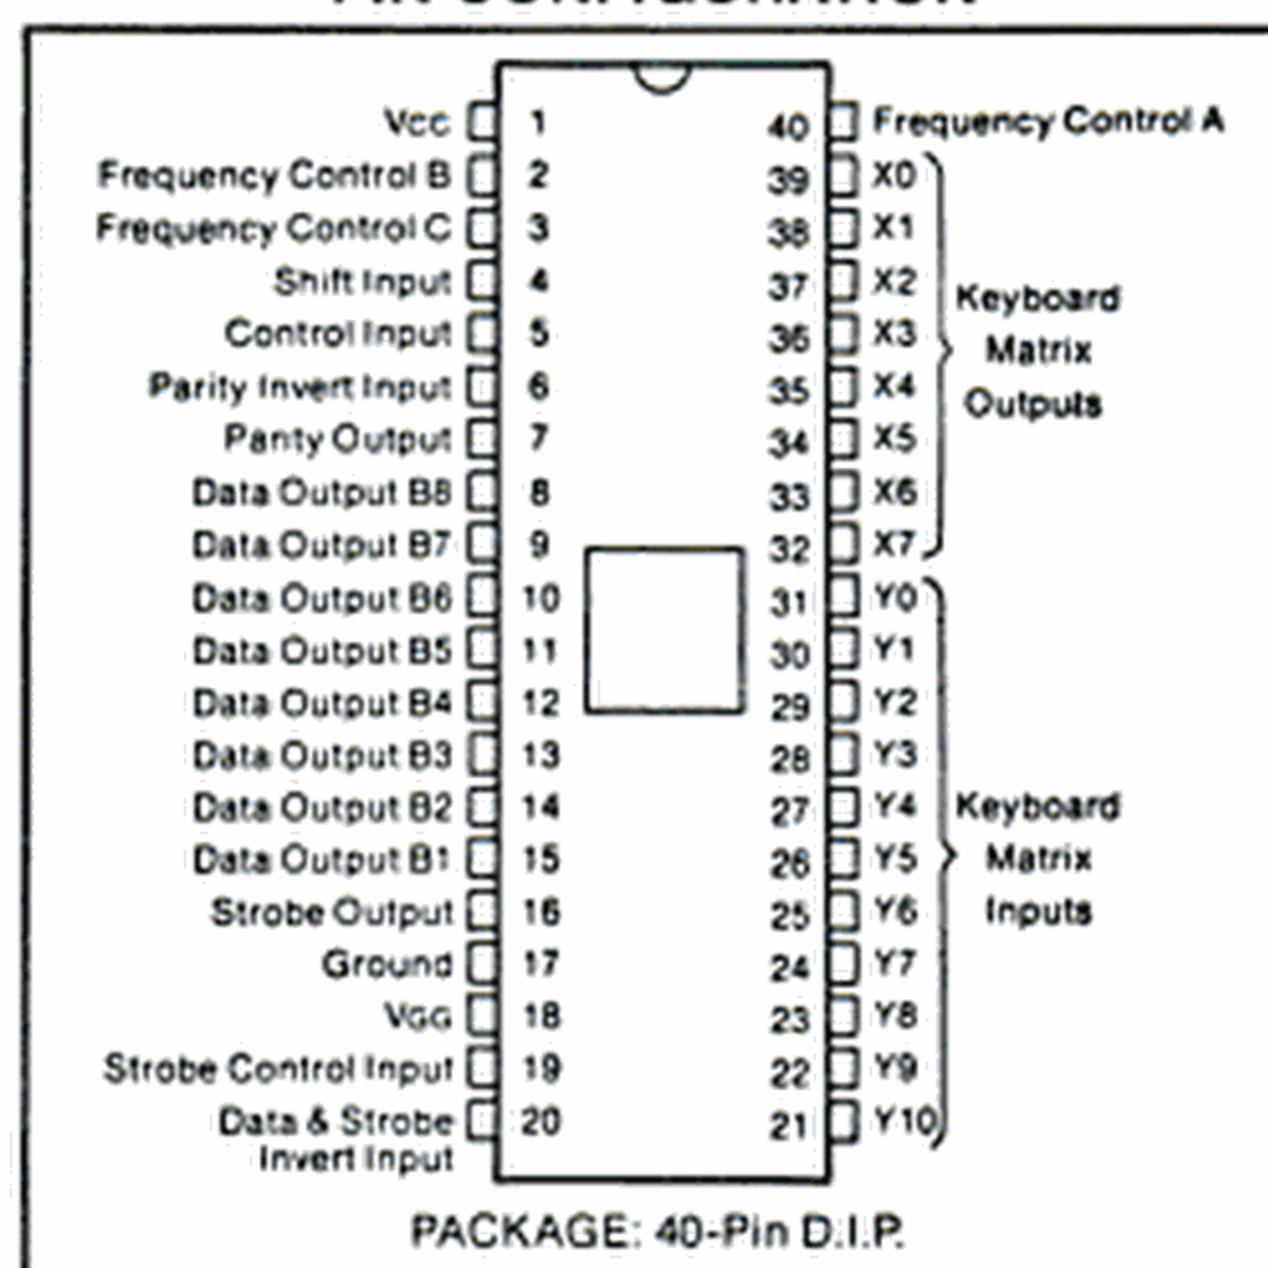 PIN CONFIGURATION
Vcc 1 40 Frequency Control A
Frequency Control B 2 39 X0
Frequency Control C 3 38 X1
Shift Input 4 37 X2
Control Input 5 36 X3
Parity Invert Input 6 35 X4
Parity Output 7 34 X5
Data Output B8 8 33 X6
Data Output B7 9 32 X7
Keyboard
Matrix
Outputs
Data Output B6 10 31 Y0
Data Output B5 11 30 Y1
Data Output B4 12 29 Y2
Data Output B3 13 28 Y3
Data Output B2 14 27 Y4
Data Output B1 15 26 Y5
Strobe Output 16 25 Y6
Ground 17 24 Y7
VGG 18 23 Y8
Strobe Control Input 19 22 Y9
Data & Strobe 20 21 Y10
Invert Input
Keyboard
Matrix
Inputs
PACKAGE: 40-Pin D.I.P.